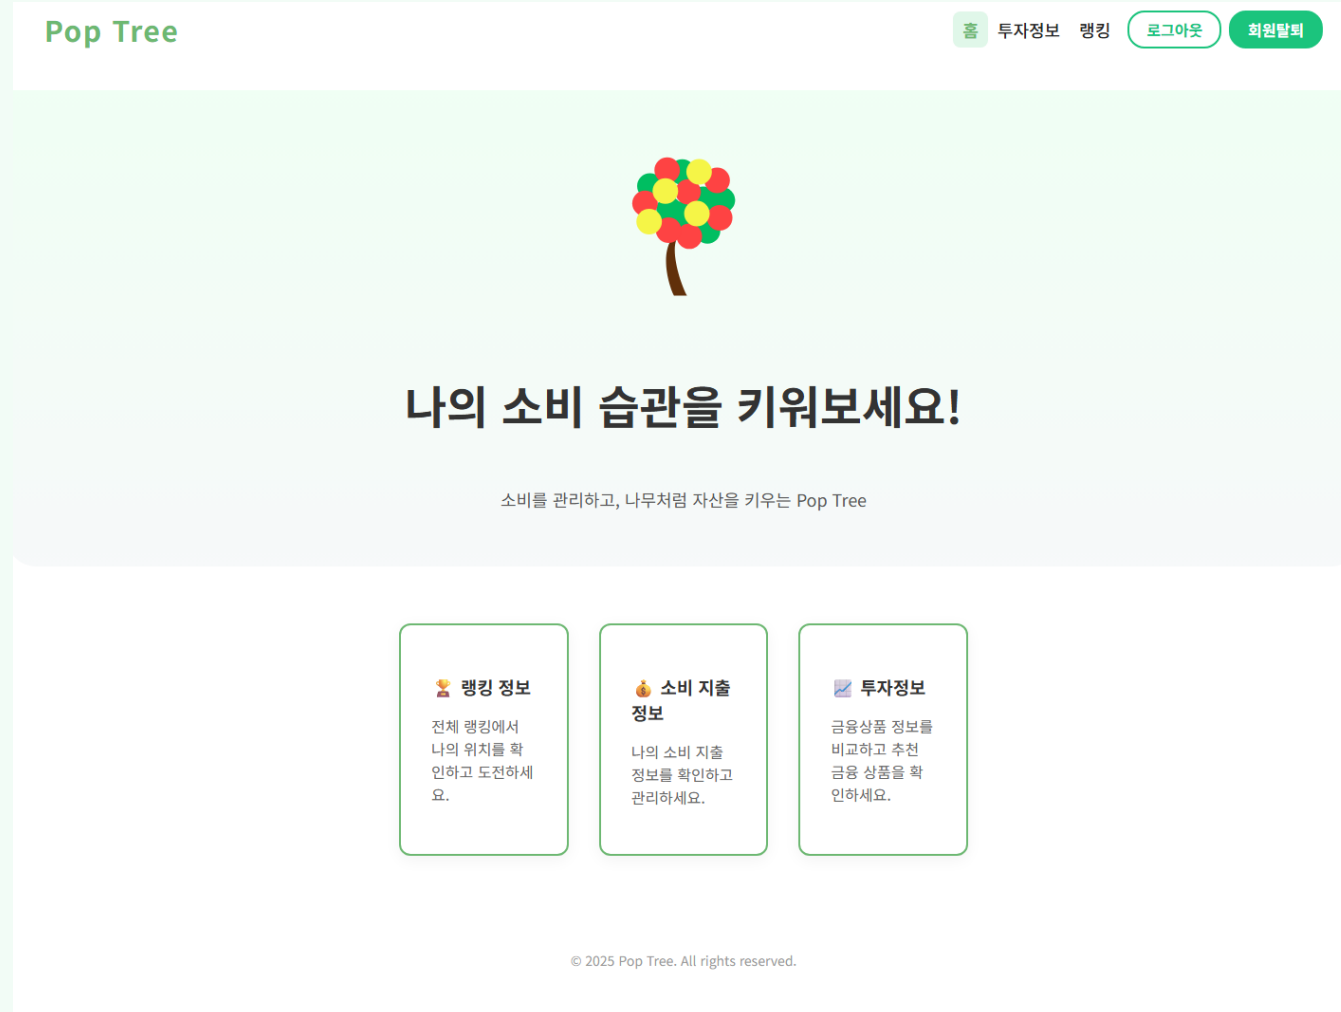 Pop Tree
홈 투자정보 랭킹 로그아웃 회원탈퇴
나의 소비 습관을 키워보세요!
소비를 관리하고, 나무처럼 자산을 키우는 Pop Tree
🏆 랭킹 정보
전체 랭킹에서
나의 위치를 확
인하고 도전하세
요.
💰 소비 지출
정보
나의 소비 지출
정보를 확인하고
관리하세요.
📈 투자정보
금융상품 정보를
비교하고 추천
금융 상품을 확
인하세요.
© 2025 Pop Tree. All rights reserved.